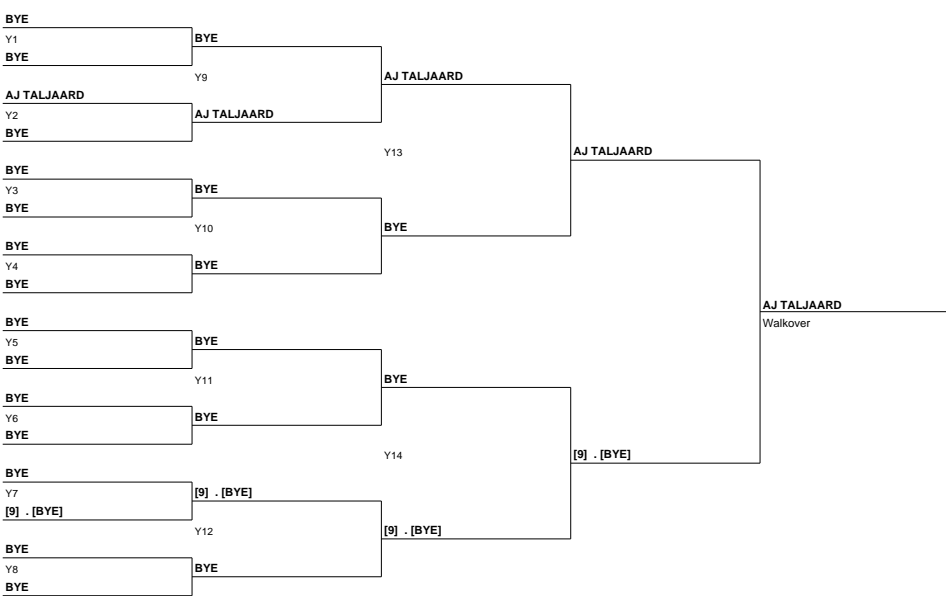 BYE
Y1
BYE
BYE
Y9
AJ TALJAARD
AJ TALJAARD
Y2
AJ TALJAARD
BYE
Y13
AJ TALJAARD
BYE
Y3
BYE
BYE
Y10
BYE
BYE
Y4
BYE
BYE
AJ TALJAARD
Walkover
BYE
Y5
BYE
BYE
Y11
BYE
BYE
Y6
BYE
BYE
Y14
[9] . [BYE]
BYE
Y7
[9] . [BYE]
[9] . [BYE]
Y12
[9] . [BYE]
BYE
Y8
BYE
BYE